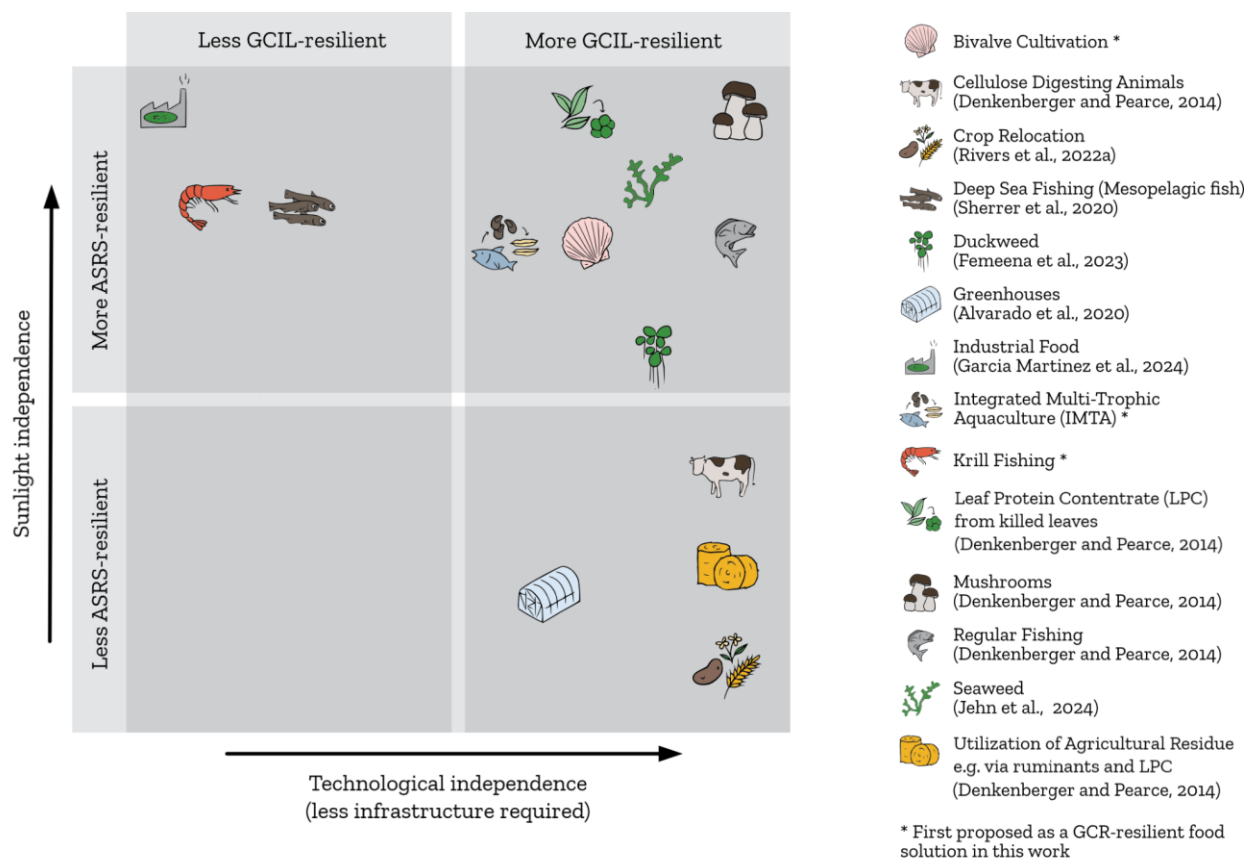 Less GCIL-resilient
More GCIL-resilient
More ASRS-resilient
Less ASRS-resilient
Sunlight independence
Technological independence
(less infrastructure required)
Bivalve Cultivation *
Cellulose Digesting Animals
(Denkenberger and Pearce, 2014)
Crop Relocation
(Rivers et al., 2022a)
Deep Sea Fishing (Mesopelagic fish)
(Sherrer et al., 2020)
Duckweed
(Femeena et al., 2023)
Greenhouses
(Alvarado et al., 2020)
Industrial Food
(Garcia Martinez et al., 2024)
Integrated Multi-Trophic
Aquaculture (IMTA) *
Krill Fishing *
Leaf Protein Contentrate (LPC)
from killed leaves
(Denkenberger and Pearce, 2014)
Mushrooms
(Denkenberger and Pearce, 2014)
Regular Fishing
(Denkenberger and Pearce, 2014)
Seaweed
(Jehn et al., 2024)
Utilization of Agricultural Residue
e.g. via ruminants and LPC
(Denkenberger and Pearce, 2014)
* First proposed as a GCR-resilient food
solution in this work